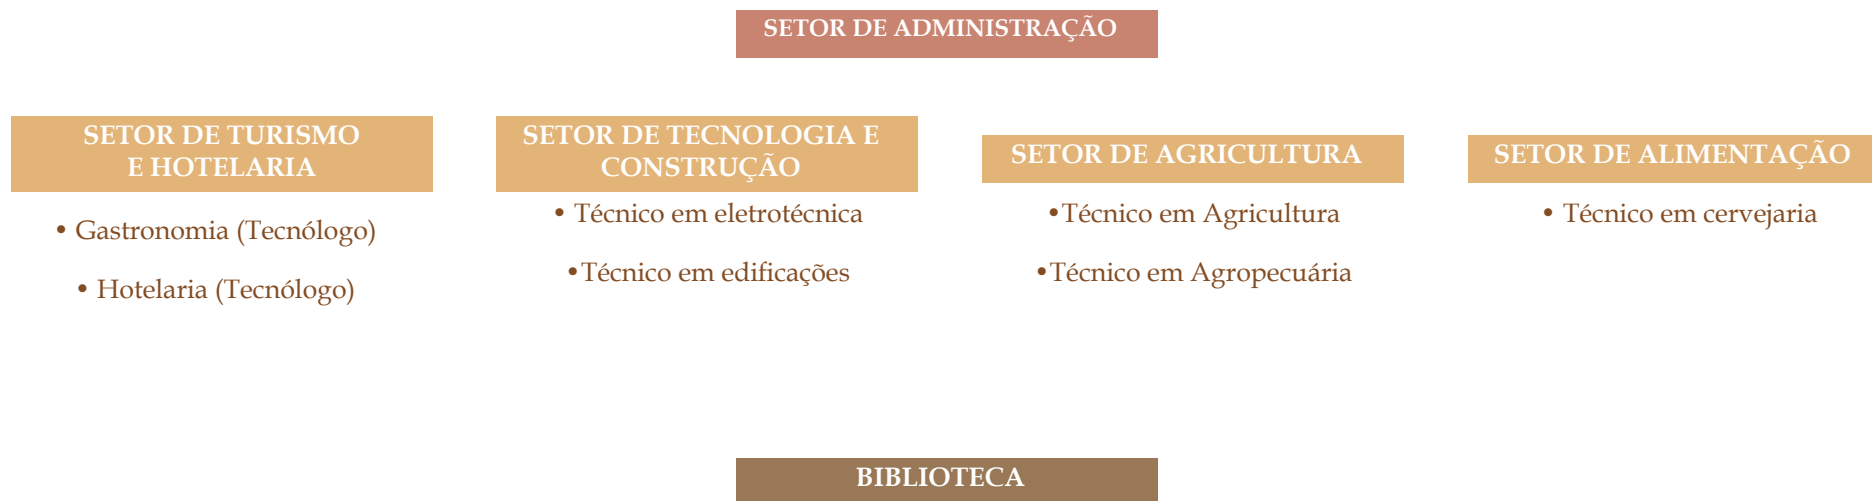 SETOR DE ADMINISTRAÇÃO
SETOR DE TURISMO
E HOTELARIA
• Gastronomia (Tecnólogo)
• Hotelaria (Tecnólogo)
SETOR DE TECNOLOGIA E
CONSTRUÇÃO
• Técnico em eletrotécnica
•Técnico em edificações
SETOR DE AGRICULTURA
•Técnico em Agricultura
•Técnico em Agropecuária
SETOR DE ALIMENTAÇÃO
• Técnico em cervejaria
BIBLIOTECA